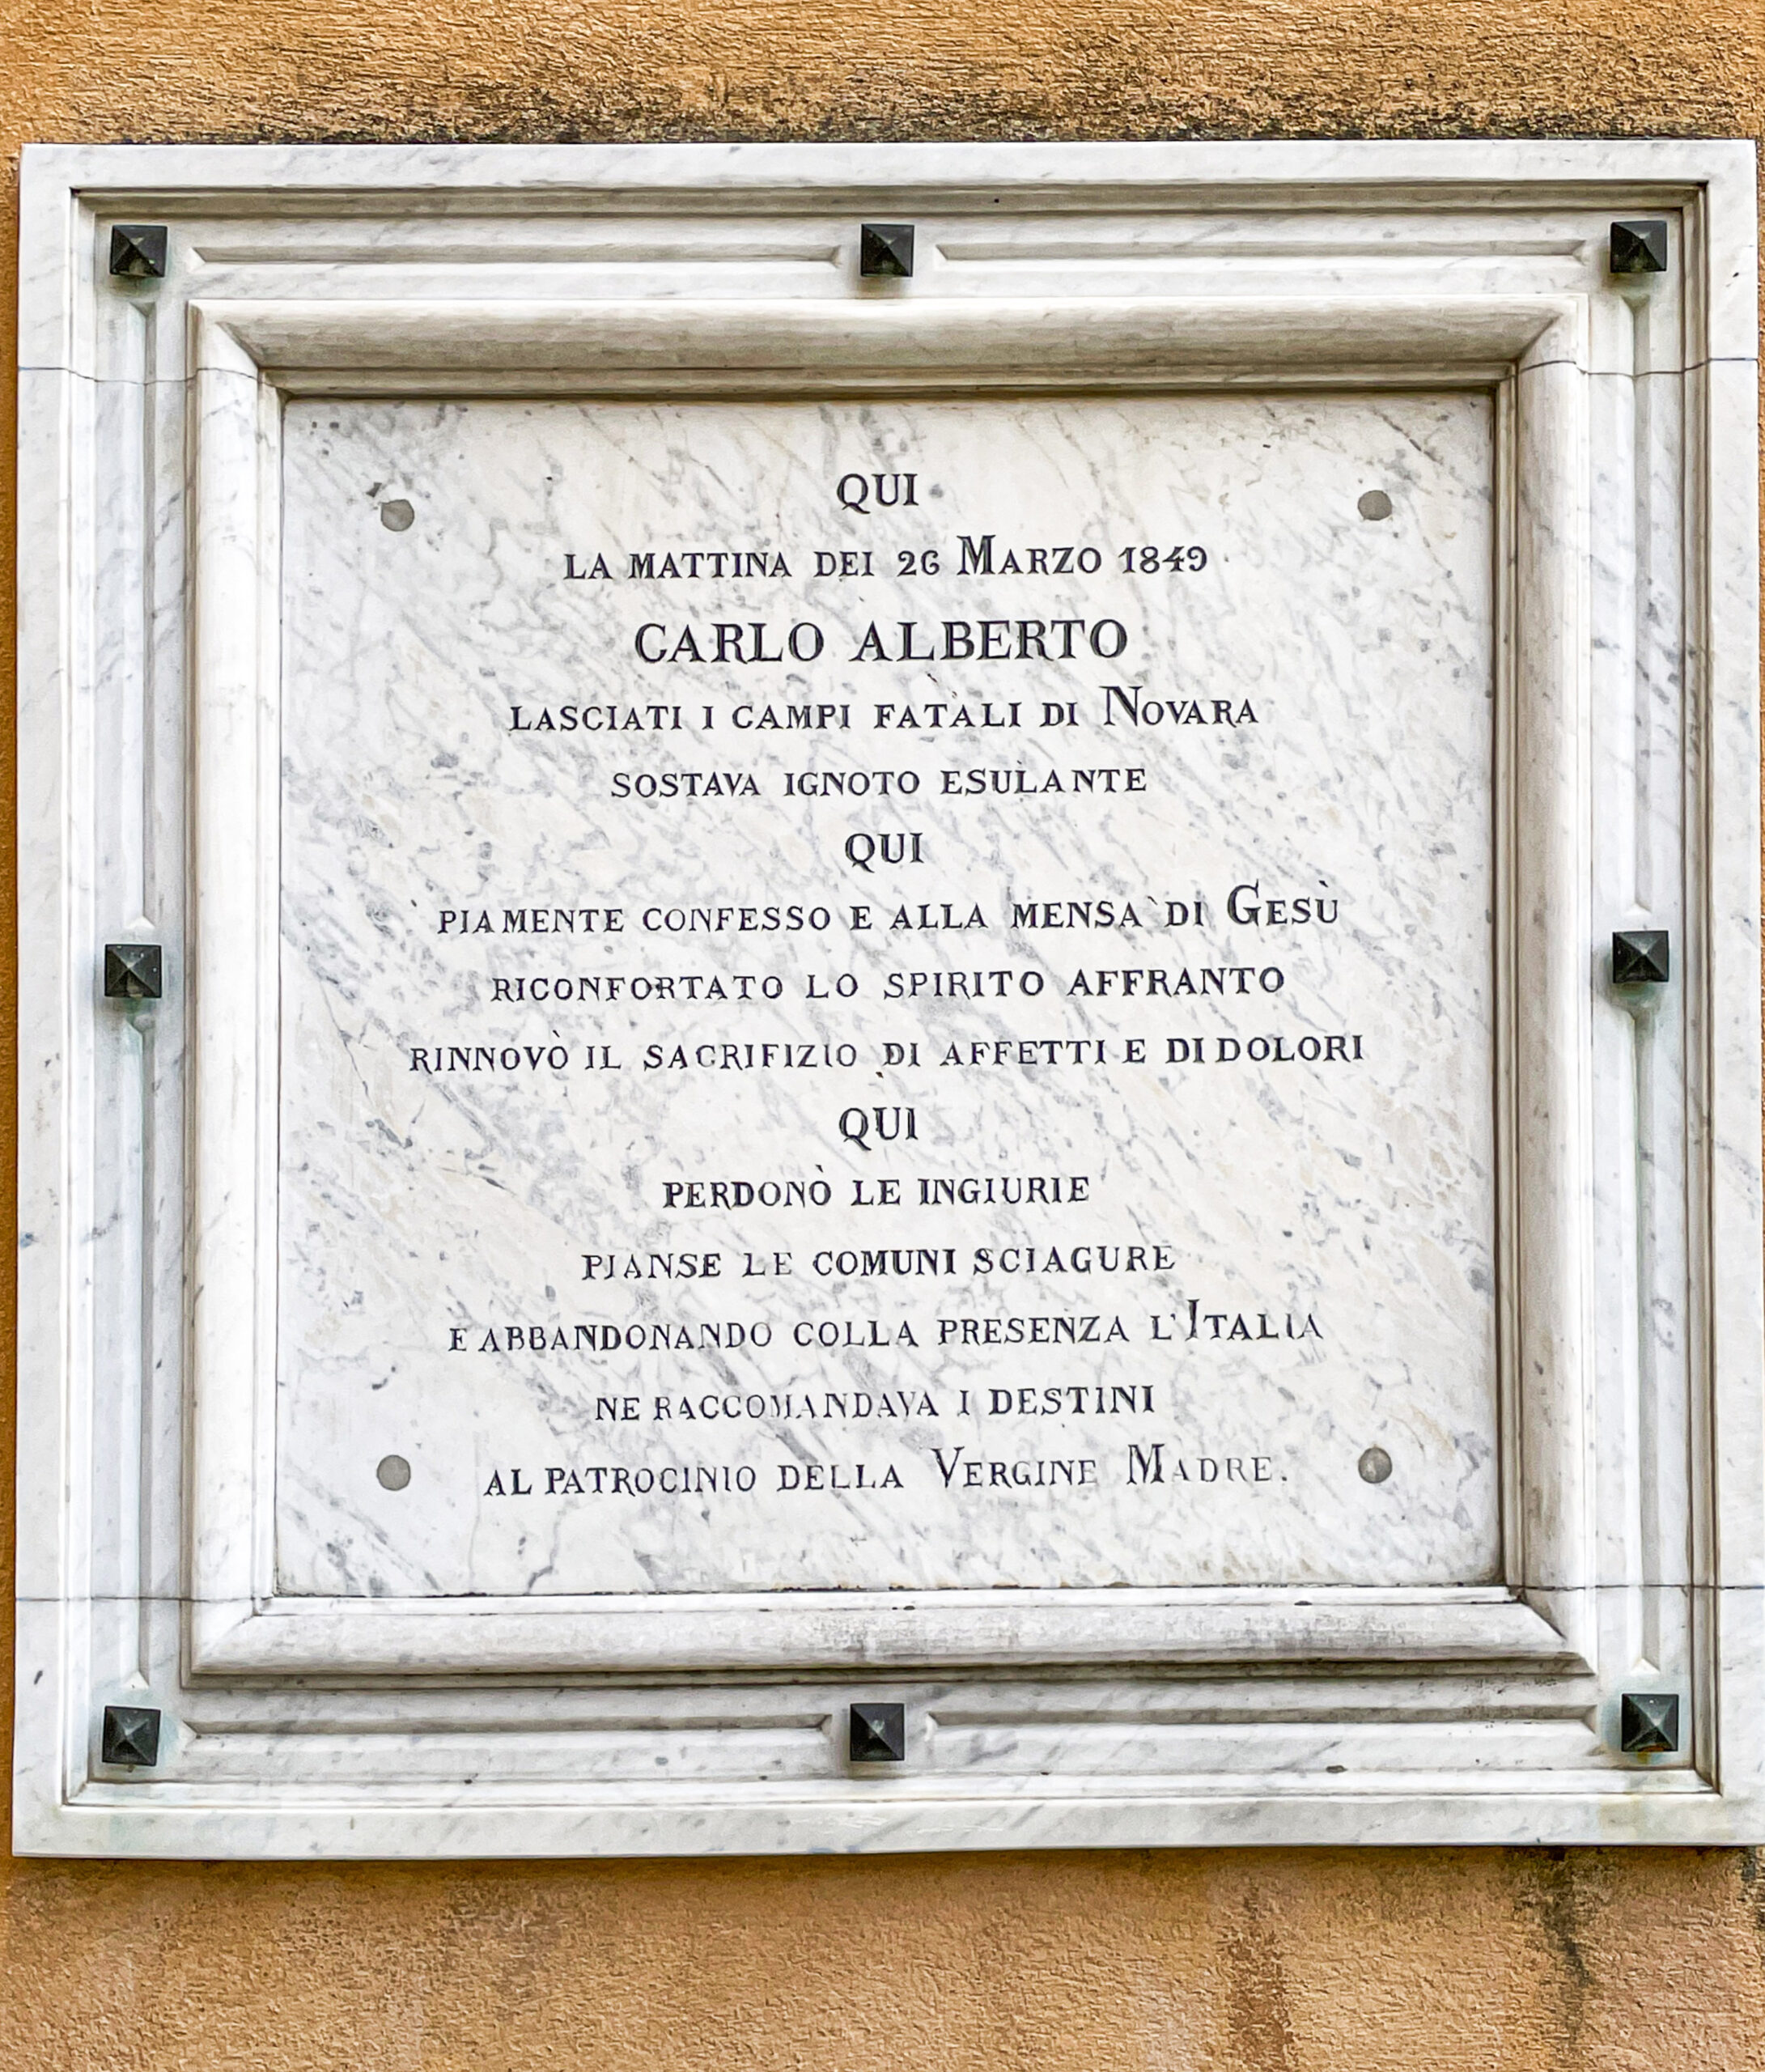 QUI
LA MATTINA DEI 26 MARZO 1849
CARLO ALBERTO
LASCIATI I CAMPI FATALI DI NOVARA
SOSTAVA IGNOTO ESULANTE
QUI
PIAMENTE CONFESSO E ALLA MENSA DI GESÙ
RICONFORTATO LO SPIRITO AFFRANTO
RINNOVÒ IL SACRIFIZIO DI AFFETTI E DI DOLORI
QUI
PERDONÒ LE INGIURIE
PIANSE LE COMUNI SCIAGURE
E ABBANDONANDO COLLA PRESENZA L'ITALIA
NE RACCOMANDAVA I DESTINI
AL PATROCINIO DELLA VERGINE MADRE.